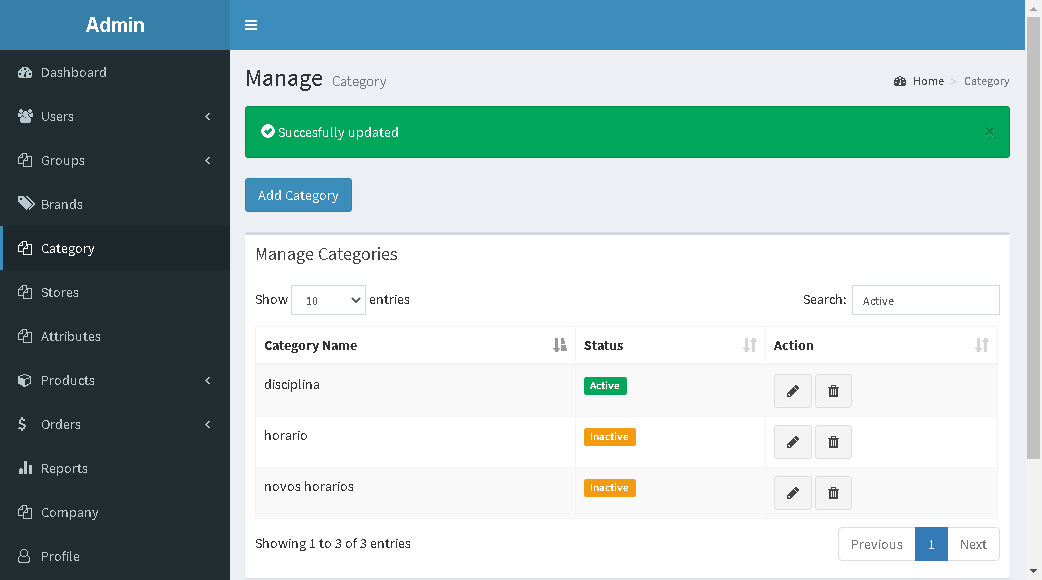 Admin
Dashboard
Users
Groups
Brands
Category
Stores
Attributes
Products
Orders
Reports
Company
Profile
Manage Category
Home > Category
Succesfully updated ×
Add Category
Manage Categories
Show 10 entries
Search: Active
Category Name Status Action
disciplina Active
horario Inactive
novos horarios Inactive
Showing 1 to 3 of 3 entries
Previous 1 Next